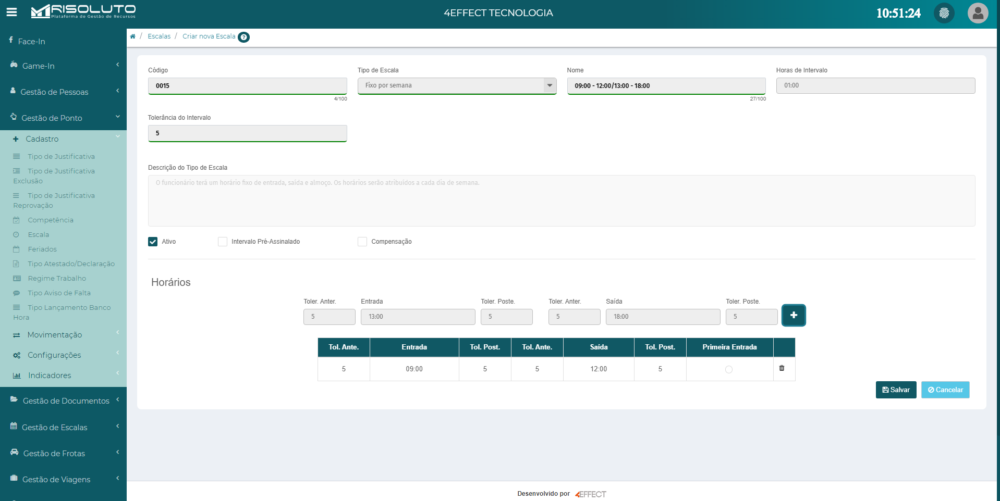 RISOLUTO
Plataforma de Gestão de Recursos
4EFFECT TECNOLOGIA
10:51:24
Face-In
Game-In
Gestão de Pessoas
Gestão de Ponto
Cadastro
Tipo de Justificativa
Tipo de Justificativa
Exclusão
Tipo de Justificativa
Reprovação
Competência
Escala
Feriados
Tipo Atestado/Declaração
Regime Trabalho
Tipo Aviso de Falta
Tipo Lançamento Banco
Hora
Movimentação
Configurações
Indicadores
Gestão de Documentos
Gestão de Escalas
Gestão de Frotas
Gestão de Viagens
/ Escalas / Criar nova Escala ?
Código Tipo de Escala Nome Horas de Intervalo
0015 Fixo por semana 09:00 - 12:00/13:00 - 18:00 01:00
4/100 27/100
Tolerância do Intervalo
5
Descrição do Tipo de Escala
O funcionário terá um horário fixo de entrada, saída e almoço. Os horários serão atribuídos a cada dia de semana.
Ativo Intervalo Pré-Assinalado Compensação
Horários
Toler. Anter. Entrada Toler. Poste. Toler. Anter. Saída Toler. Poste.
5 13:00 5 5 18:00 5 +
Tol. Ante. Entrada Tol. Post. Tol. Ante. Saída Tol. Post. Primeira Entrada
5 09:00 5 5 12:00 5
Salvar Cancelar
Desenvolvido por 4EFFECT